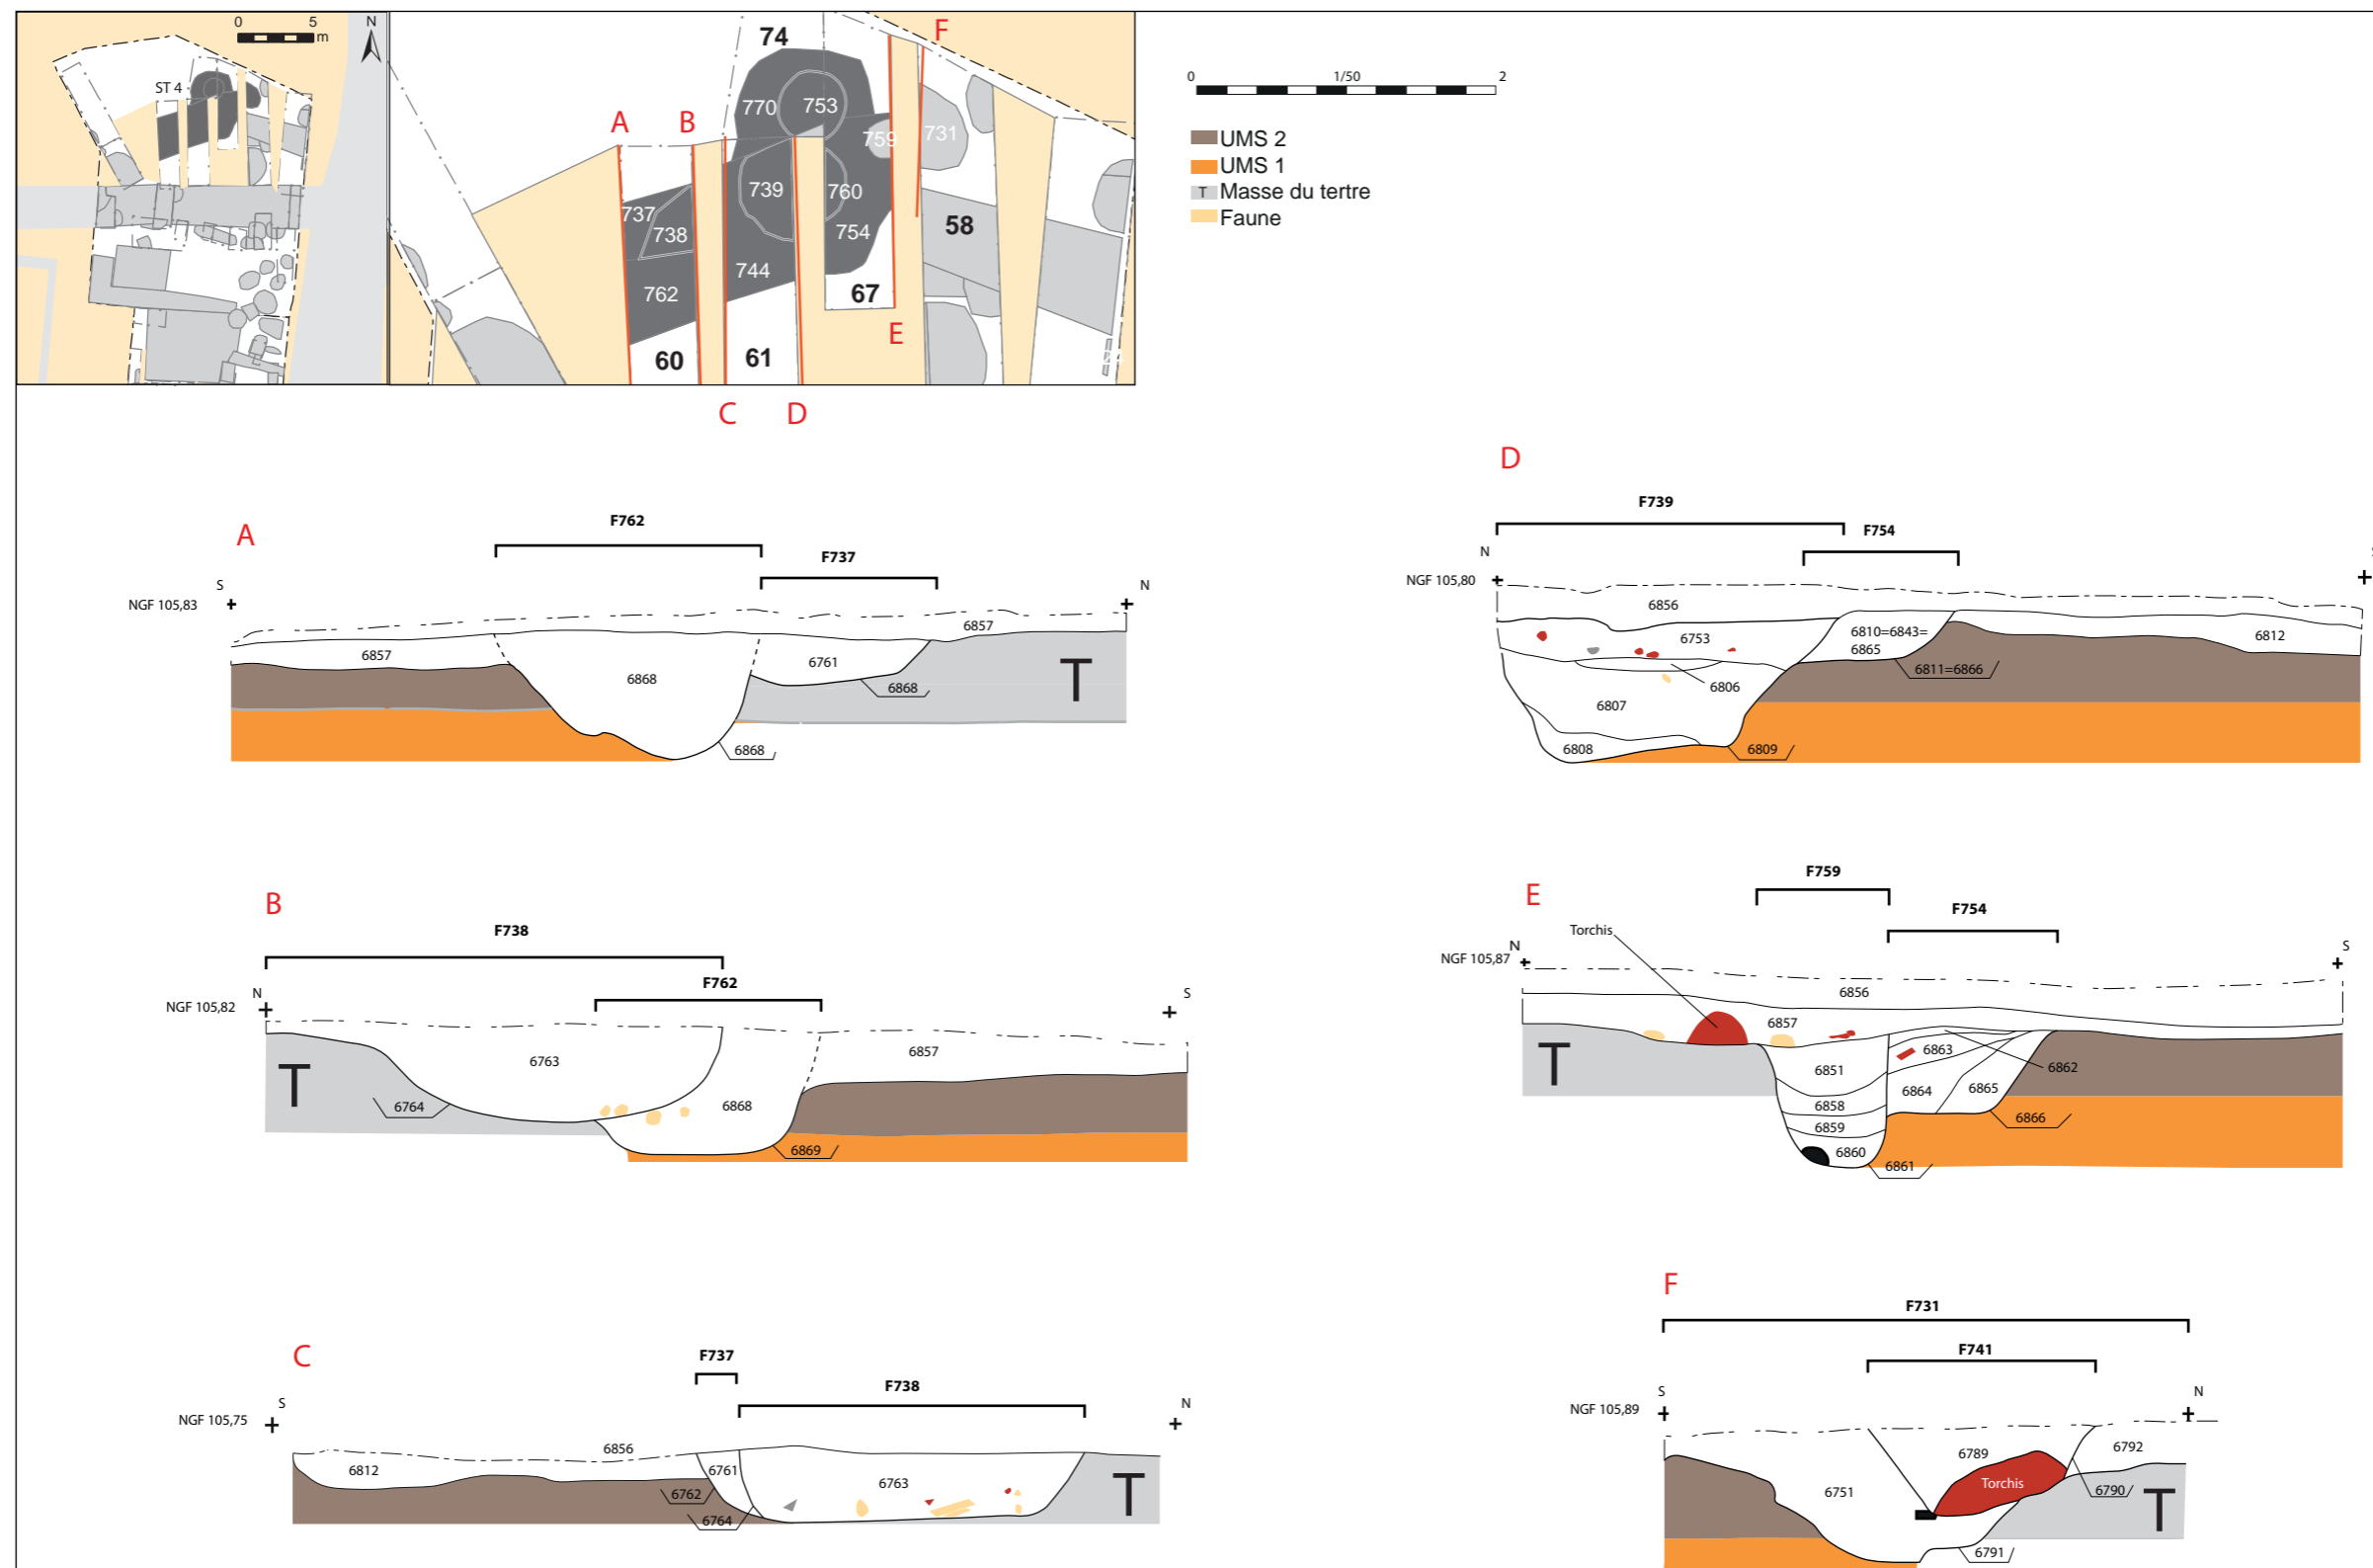 0 5 m
N
ST 4
74
F
770
753
759
731
A
B
737
738
739
760
754
58
744
762
67
60
61
E
C
D
0 1/50 2
UMS 2
UMS 1
T Masse du tertre
Faune
A
F762
F737
S
N
NGF 105,83
6857
6857
6868
6761
6868
6868
T
B
F738
F762
N
S
NGF 105,82
6763
6857
T
6764
6868
6869
C
F737
F738
S
N
NGF 105,75
6856
6812
6761
6763
6762
6764
T
D
F739
F754
N
NGF 105,80
6856
6753
6810=6843=
6865
6812
6811=6866
6806
6807
6808
6809
E
F759
F754
Torchis
N
S
NGF 105,87
6856
6857
T
6863
6851
6862
6864
6865
6858
6866
6859
6860
6861
F
F731
F741
S
N
NGF 105,89
6789
6792
6751
Torchis
6790
T
6791